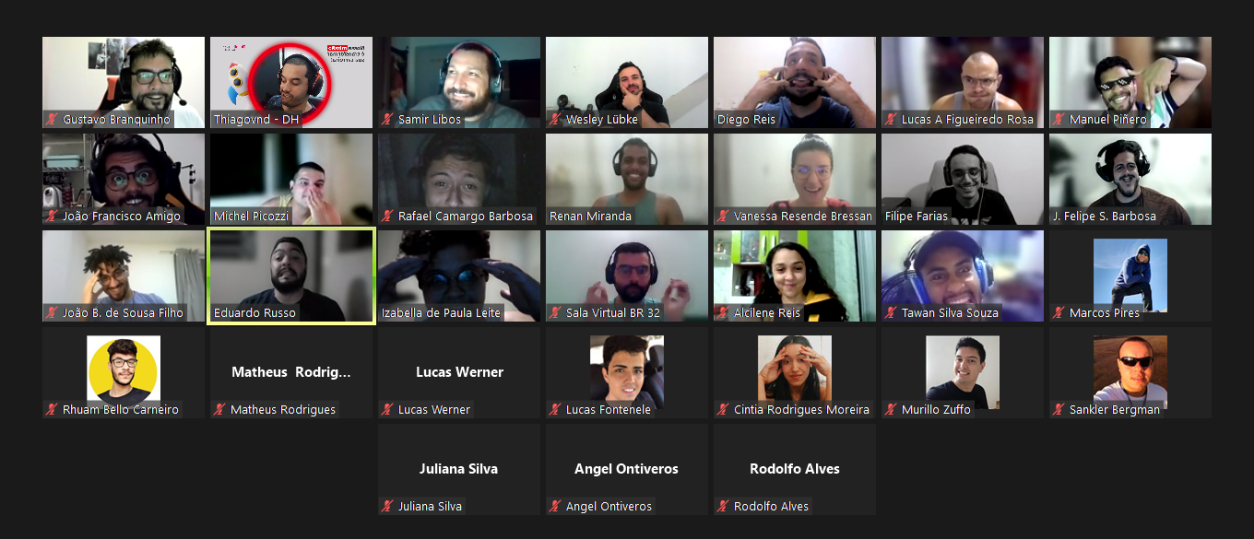 Gustavo Branquinho
Thiagovnd - DH
Samir Libos
Wesley Lübke
Diego Reis
Lucas A Figueiredo Rosa
Manuel Piñero
João Francisco Amigo
Michel Picozzi
Rafael Camargo Barbosa
Renan Miranda
Vanessa Resende Bressan
Filipe Farias
J. Felipe S. Barbosa
João B. de Sousa Filho
Eduardo Russo
Izabella de Paula Leite
Sala Virtual BR 32
Alcilene Reis
Tawan Silva Souza
Marcos Pires
Rhuam Bello Carneiro
Matheus Rodrig...
Matheus Rodrigues
Lucas Werner
Lucas Werner
Lucas Fontenele
Cintia Rodrigues Moreira
Murillo Zuffo
Sankler Bergman
Juliana Silva
Juliana Silva
Angel Ontiveros
Angel Ontiveros
Rodolfo Alves
Rodolfo Alves